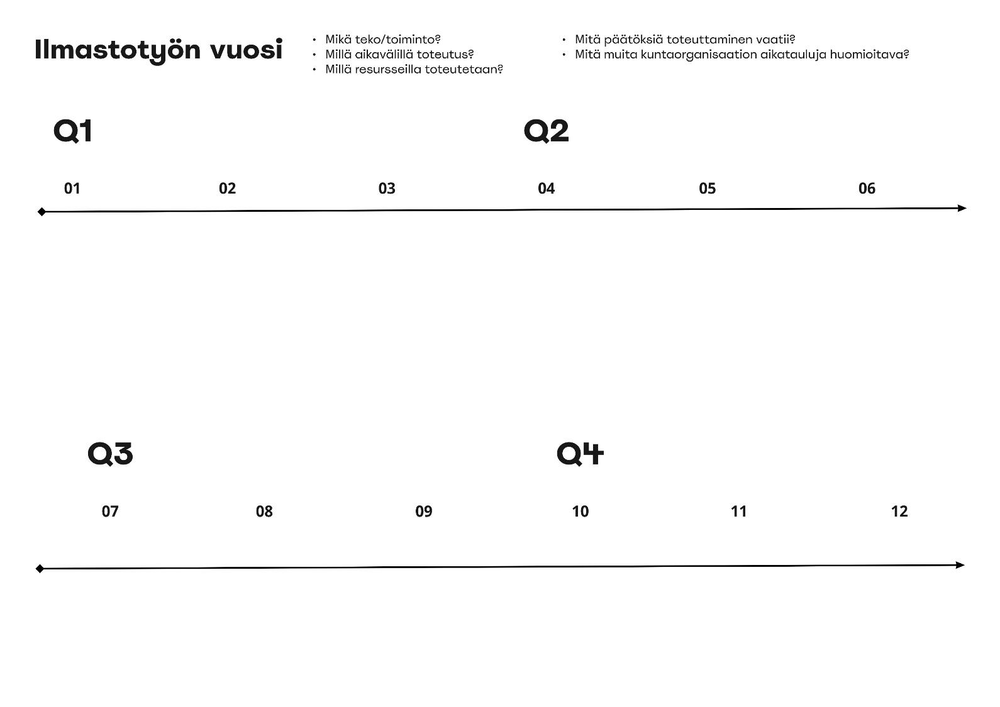 Ilmastotyön vuosi
• Mikä teko/toiminto?
• Millä aikavälillä toteutus?
• Millä resursseilla toteutetaan?
• Mitä päätöksiä toteuttaminen vaatii?
• Mitä muita kuntaorganisaation aikatauluja huomioitava?
Q1 Q2
01 02 03 04 05 06
Q3 Q4
07 08 09 10 11 12